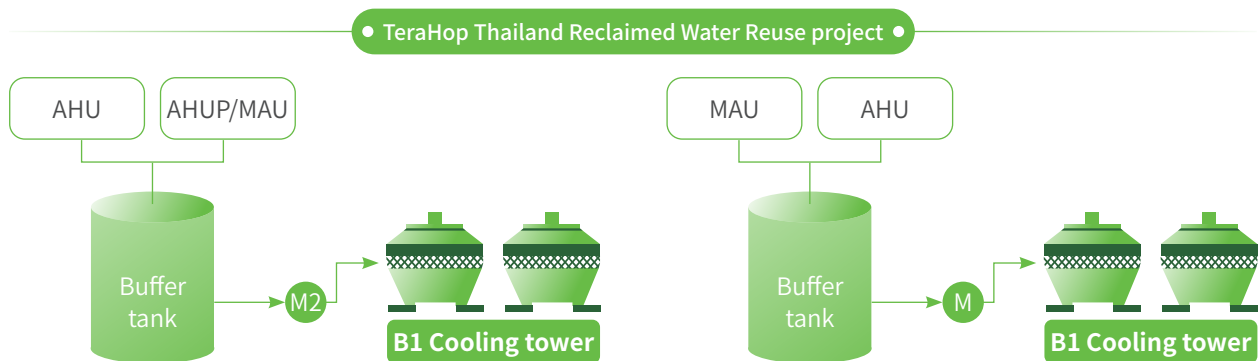 TeraHop Thailand Reclaimed Water Reuse project
AHU
AHUP/MAU
Buffer
tank
M2
B1 Cooling tower
MAU
AHU
Buffer
tank
M
B1 Cooling tower